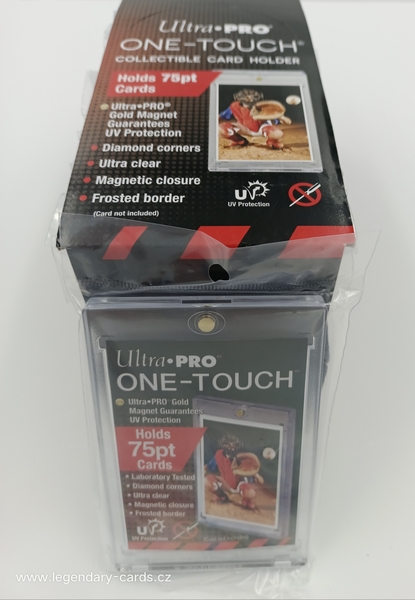 Ultra•PRO®
ONE-TOUCH®
COLLECTIBLE CARD HOLDER
Holds 75pt
Cards
Ultra•PRO®
Gold Magnet
Guarantees
UV Protection
• Diamond corners
• Ultra clear
• Magnetic closure
• Frosted border
(Card not included)
UV
UV Protection
Ultra•PRO®
ONE-TOUCH®
Ultra•PRO® Gold
Magnet Guarantees
UV Protection
Holds
75pt
Cards
• Laboratory Tested
• Diamond corners
• Ultra clear
• Magnetic closure
• Frosted border
UV
UV Protection
www.legendary-cards.cz